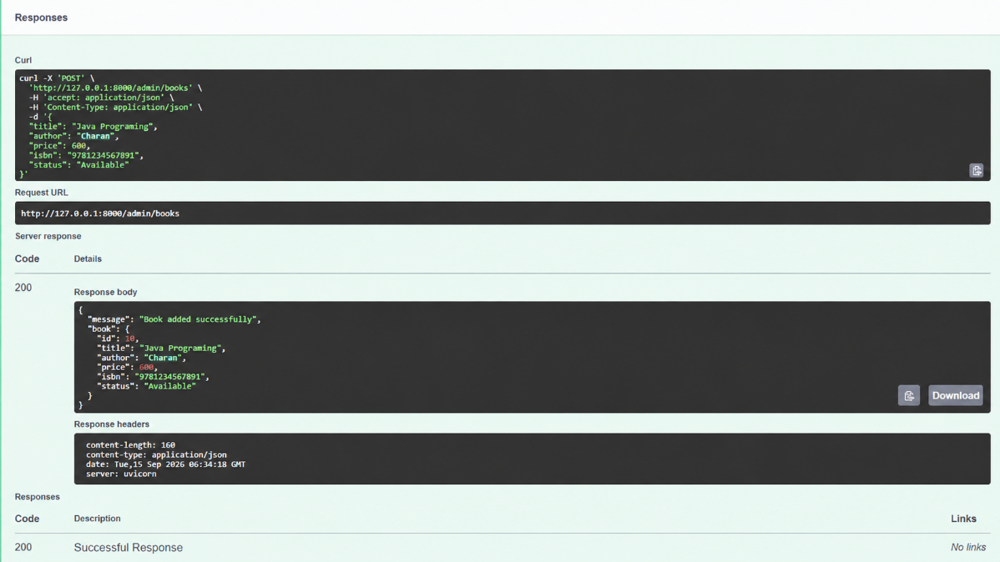 Responses
Curl
curl -X 'POST' \
'http://127.0.0.1:8000/admin/books' \
-H 'accept: application/json' \
-H 'Content-Type: application/json' \
-d '{
"title": "Java Programing",
"author": "Charan",
"price": 600,
"isbn": "9781234567891",
"status": "Available"
}'
Request URL
http://127.0.0.1:8000/admin/books
Server response
Code Details
200
Response body
{
"message": "Book added successfully",
"book": {
"id": 10,
"title": "Java Programing",
"author": "Charan",
"price": 600,
"isbn": "9781234567891",
"status": "Available"
}
}
Download
Response headers
content-length: 160
content-type: application/json
date: Tue,15 Sep 2026 06:34:18 GMT
server: uvicorn
Responses
Code Description Links
200 Successful Response No links